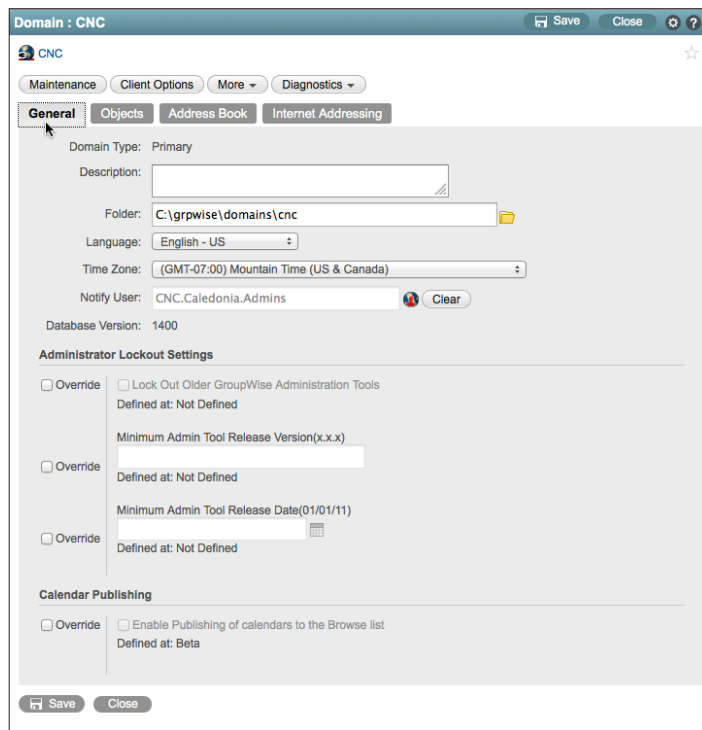 Domain : CNC
Save
Close
?
CNC
Maintenance
Client Options
More
Diagnostics
General
Objects
Address Book
Internet Addressing
Domain Type: Primary
Description:
Folder: C:\grpwise\domains\cnc
Language: English - US
Time Zone: (GMT-07:00) Mountain Time (US & Canada)
Notify User: CNC.Caledonia.Admins Clear
Database Version: 1400
Administrator Lockout Settings
Override Lock Out Older GroupWise Administration Tools
Defined at: Not Defined
Minimum Admin Tool Release Version(x.x.x)
Override
Defined at: Not Defined
Minimum Admin Tool Release Date(01/01/11)
Override
Defined at: Not Defined
Calendar Publishing
Override Enable Publishing of calendars to the Browse list
Defined at: Beta
Save
Close